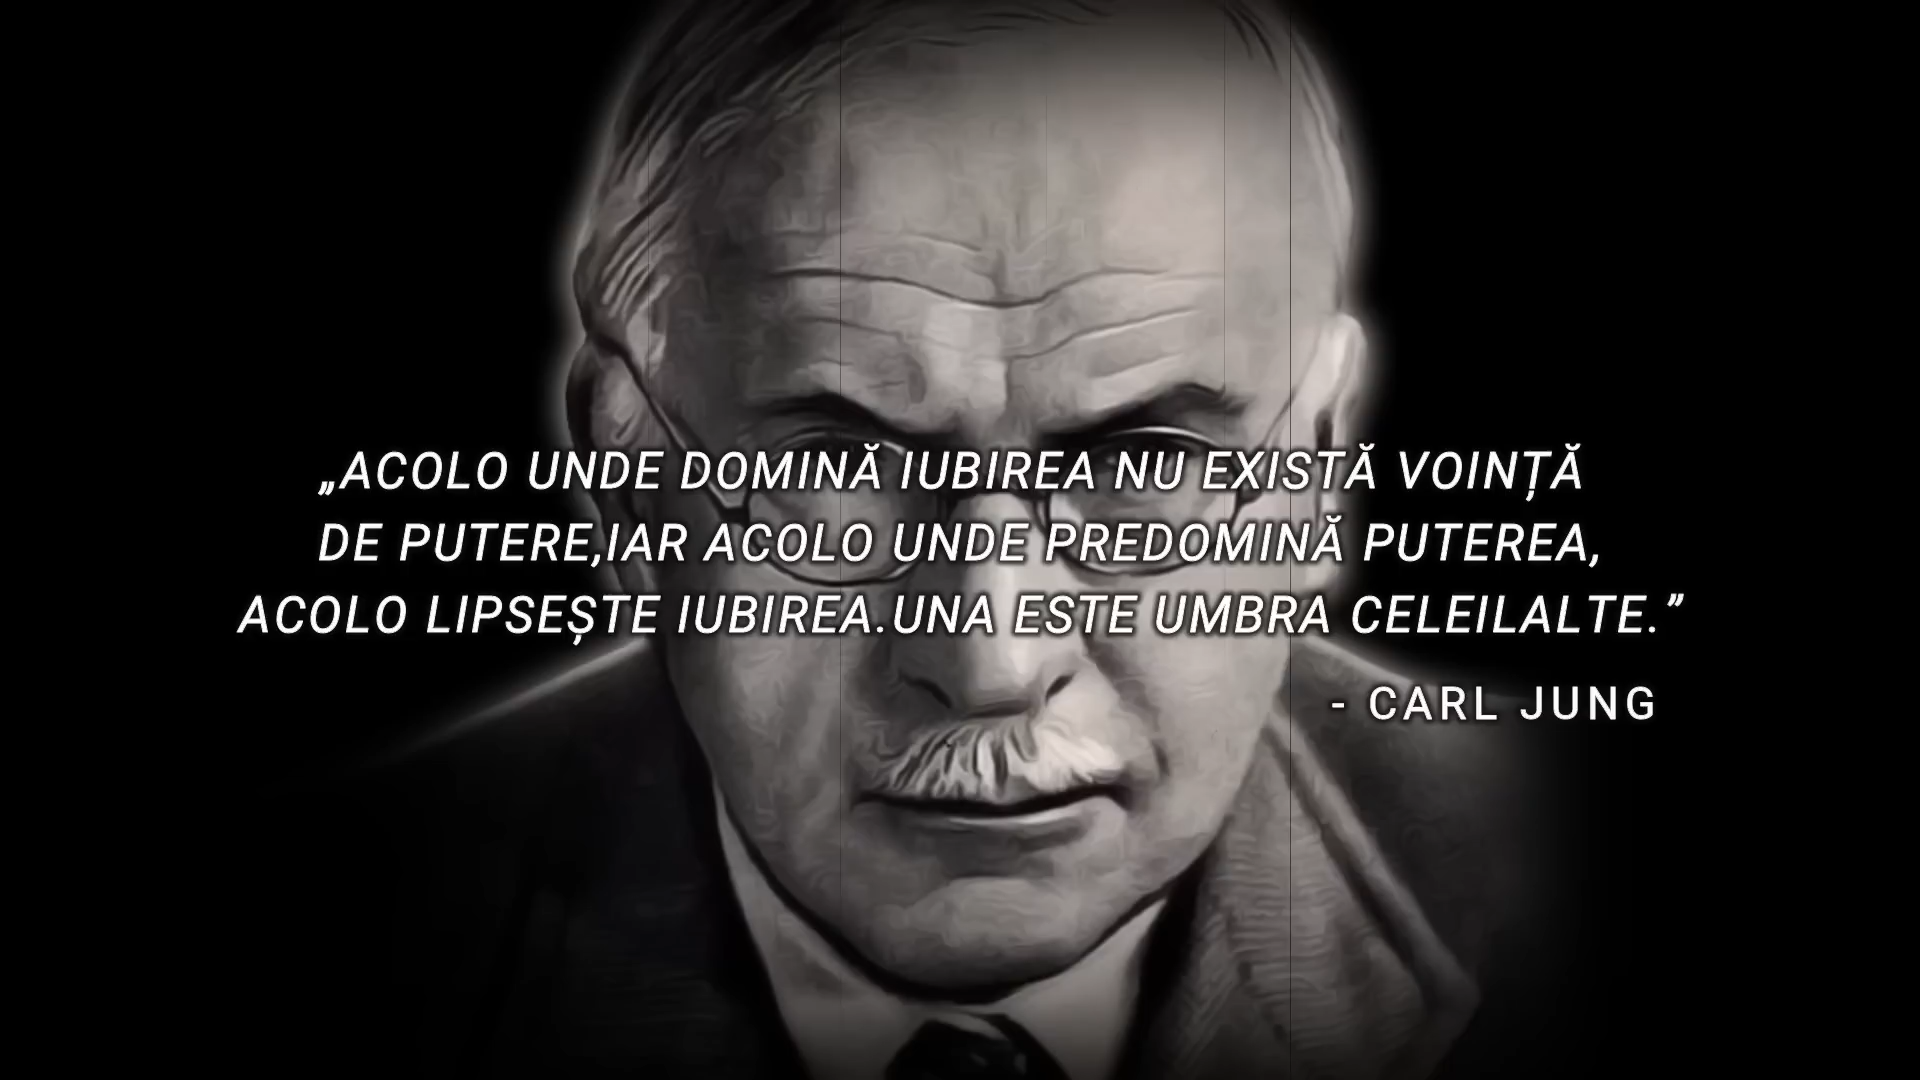 „ACOLO UNDE DOMINĂ IUBIREA NU EXISTĂ VOINȚĂ
DE PUTERE,IAR ACOLO UNDE PREDOMINĂ PUTEREA,
ACOLO LIPSEȘTE IUBIREA.UNA ESTE UMBRA CELEILALTE.”
- CARL JUNG